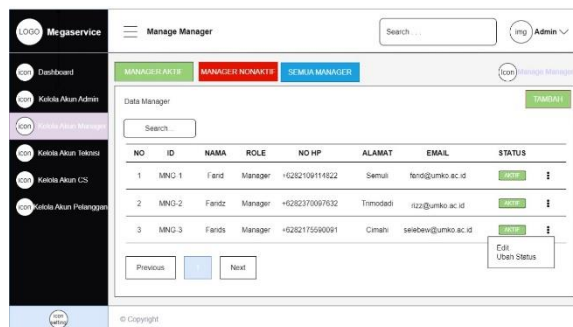 LOGO Megaservice
Manage Manager
Search . . .
img Admin
icon Dashboard
icon Kelola Akun Admin
icon Kelola Akun Manager
icon Kelola Akun Teknisi
icon Kelola Akun CS
icon Kelola Akun Pelanggan
icon setting
MANAGER AKTIF MANAGER NONAKTIF SEMUA MANAGER
Icon Manage Manager
Data Manager
TAMBAH
Search...
NO ID NAMA ROLE NO HP ALAMAT EMAIL STATUS
1 MNG-1 Farid Manager +6282109114822 Semuli farid@umko.ac.id AKTIF
2 MNG-2 Faridz Manager +6282370097632 Trimodadi rizz@umko.ac.id AKTIF
3 MNG-3 Farids Manager +6282175590091 Cimahi selebew@umko.ac.id AKTIF
Edit
Ubah Status
Previous 1 Next
© Copyright